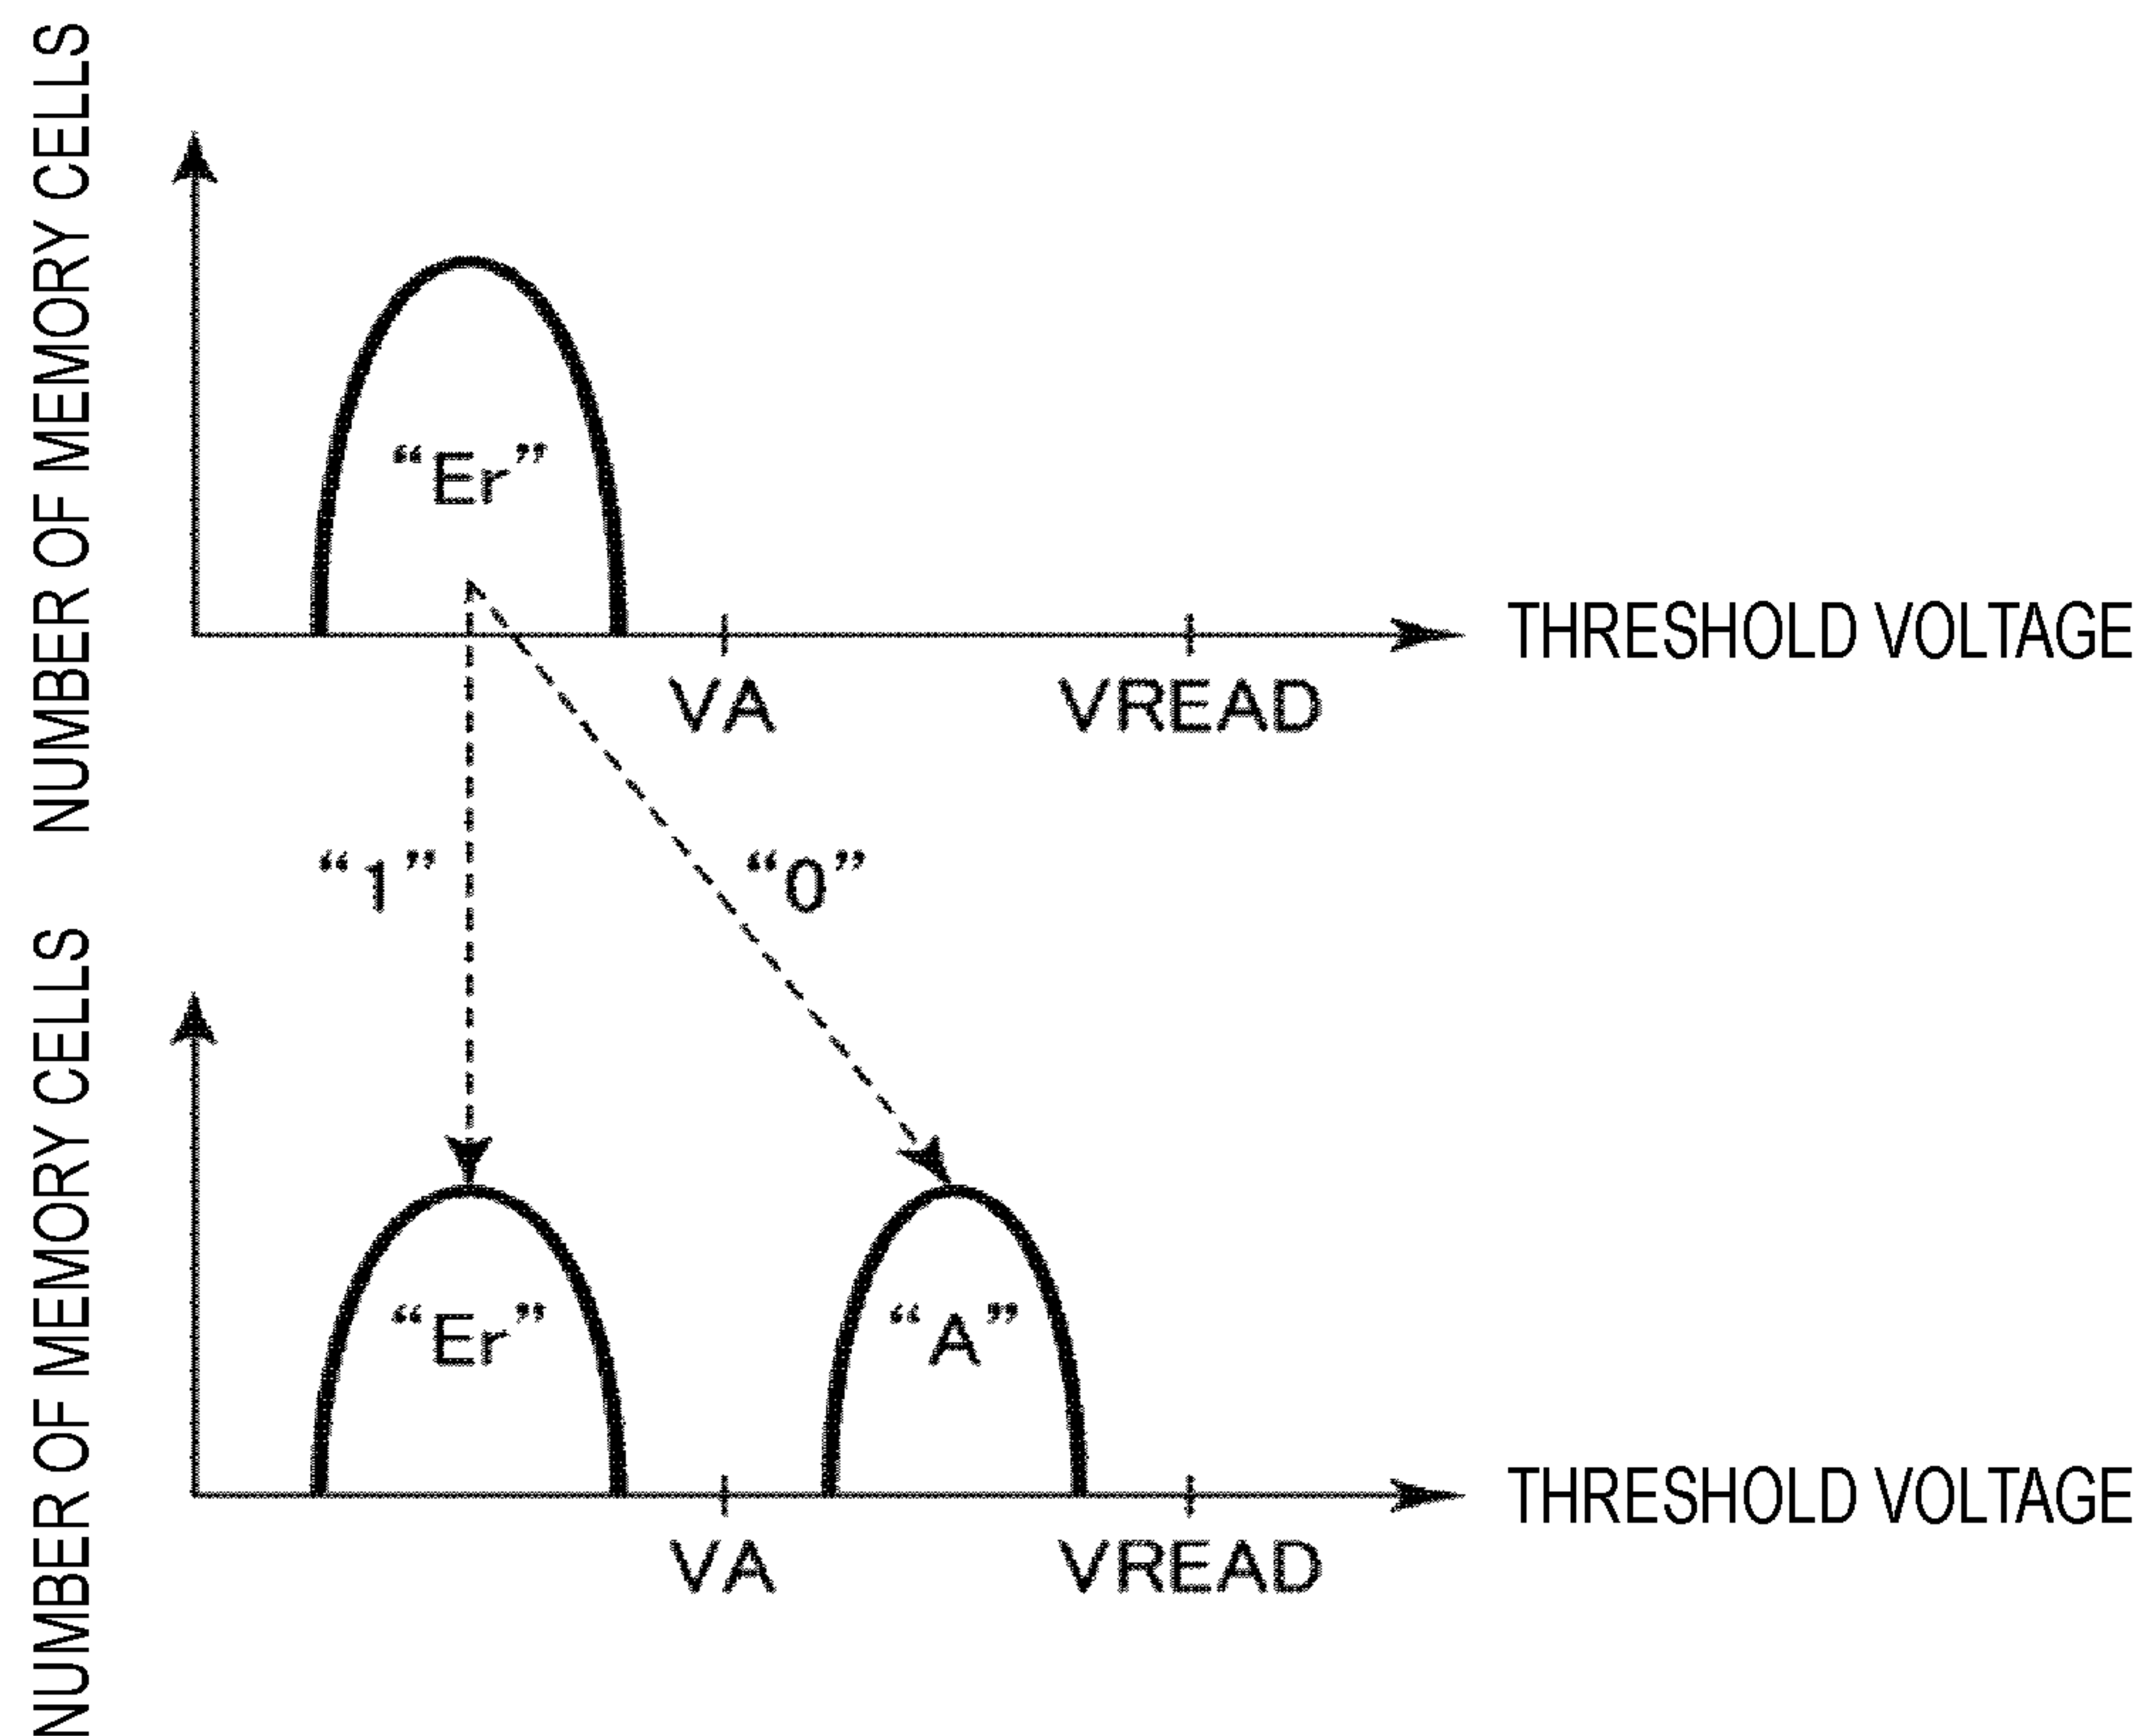 NUMBER OF MEMORY CELLS
“Er”
THRESHOLD VOLTAGE
VA
VREAD
“1”
“0”
NUMBER OF MEMORY CELLS
“Er”
“A”
THRESHOLD VOLTAGE
VA
VREAD